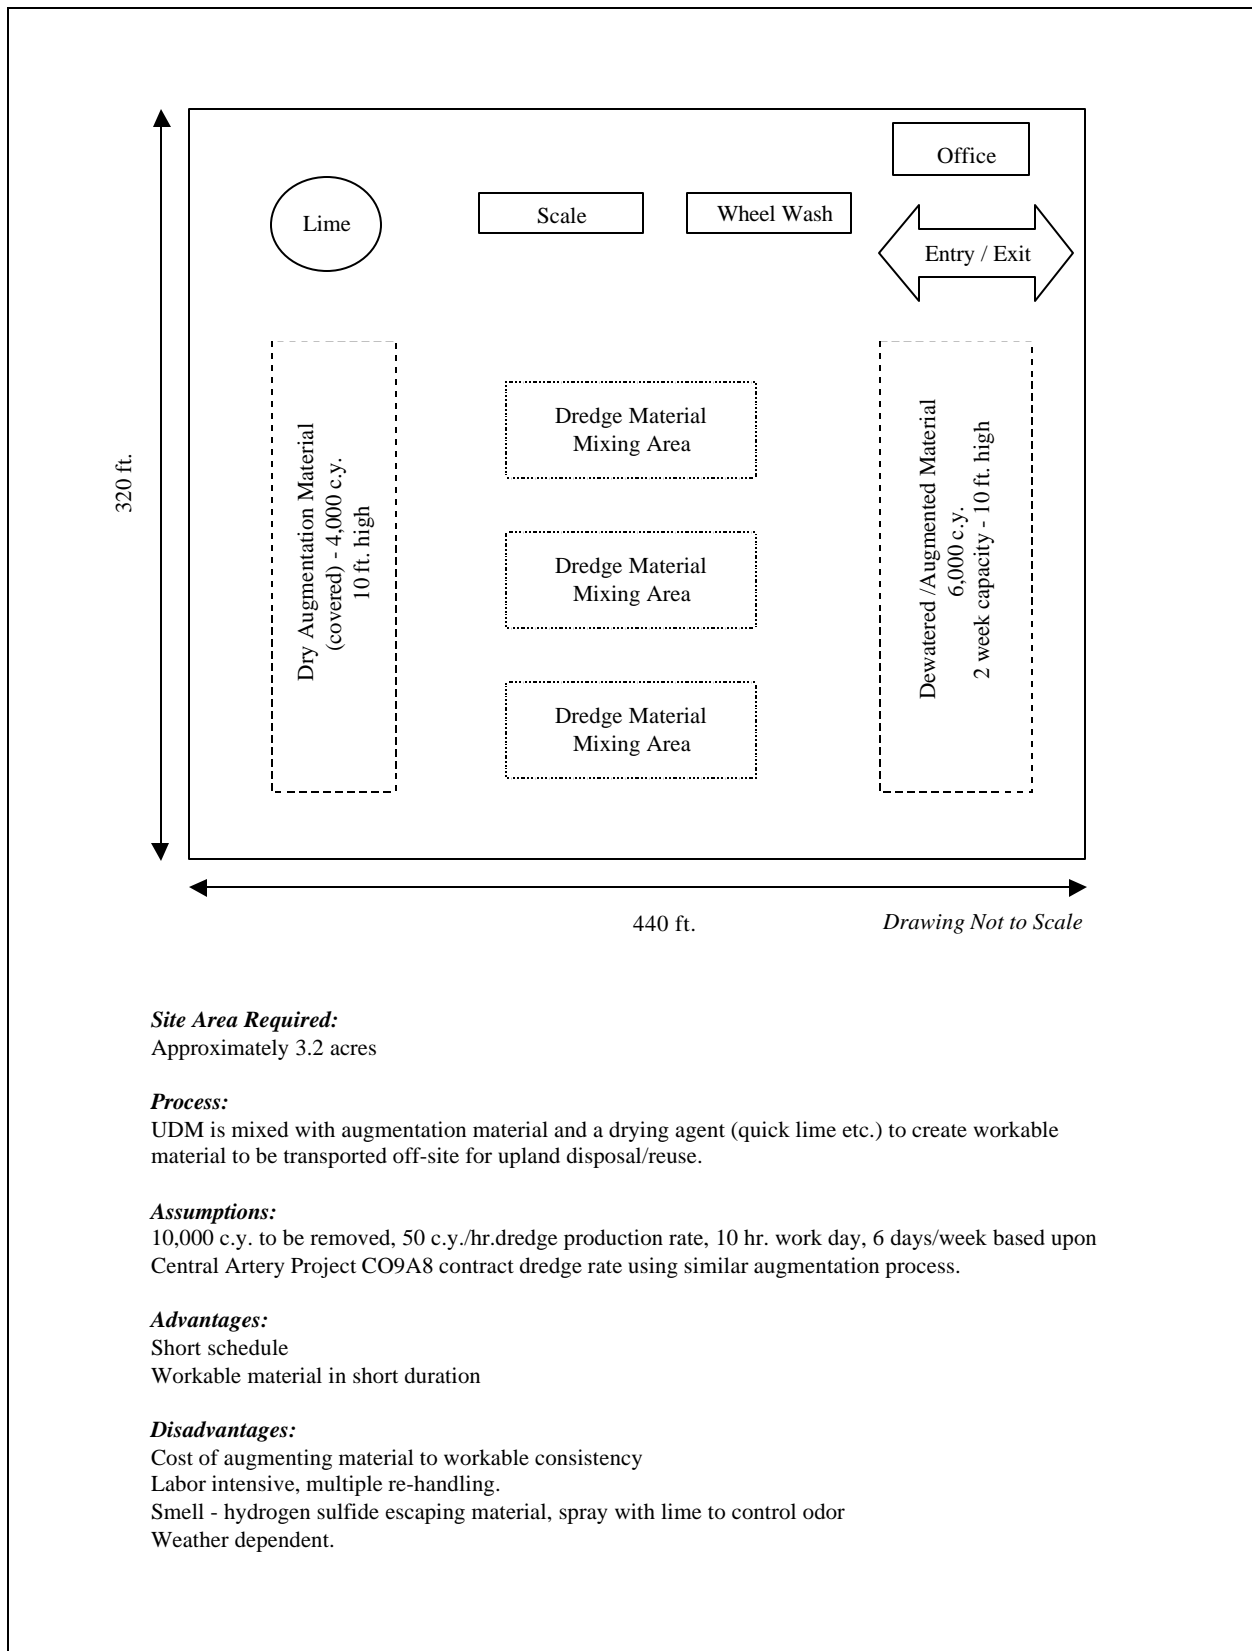 Office
Lime
Scale
Wheel Wash
Entry / Exit
320 ft.
Dry Augmentation Material
(covered) - 4,000 c.y.
10 ft. high
Dredge Material
Mixing Area
Dredge Material
Mixing Area
Dredge Material
Mixing Area
Dewatered /Augmented Material
6,000 c.y.
2 week capacity - 10 ft. high
440 ft.
Drawing Not to Scale
Site Area Required:
Approximately 3.2 acres
Process:
UDM is mixed with augmentation material and a drying agent (quick lime etc.) to create workable
material to be transported off-site for upland disposal/reuse.
Assumptions:
10,000 c.y. to be removed, 50 c.y./hr.dredge production rate, 10 hr. work day, 6 days/week based upon
Central Artery Project CO9A8 contract dredge rate using similar augmentation process.
Advantages:
Short schedule
Workable material in short duration
Disadvantages:
Cost of augmenting material to workable consistency
Labor intensive, multiple re-handling.
Smell - hydrogen sulfide escaping material, spray with lime to control odor
Weather dependent.